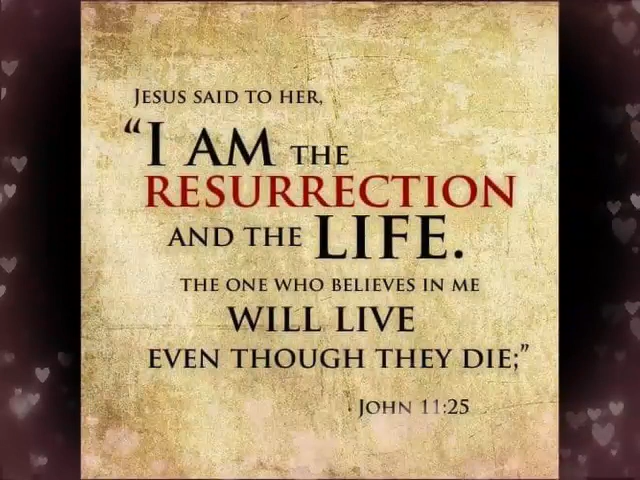 Jesus said to her,
“I AM the
RESURRECTION
and the LIFE.
the one who believes in me
WILL LIVE
even though they die;”
John 11:25